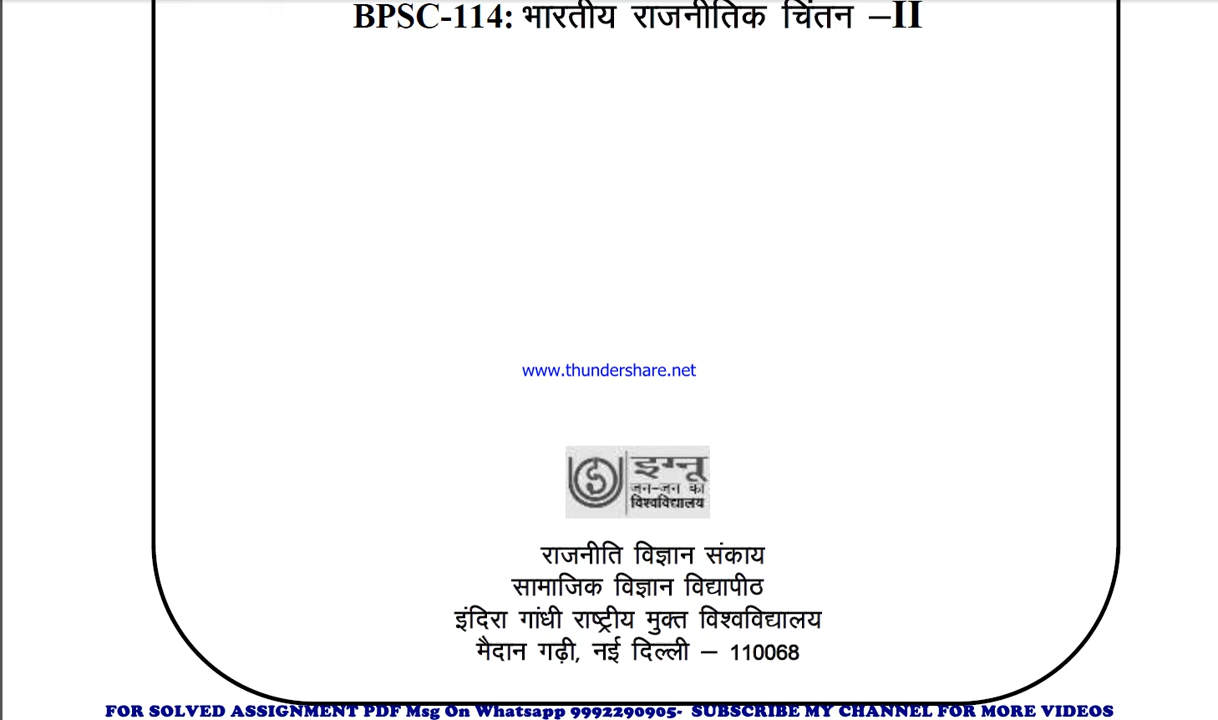 BPSC-114: भारतीय राजनीतिक चिंतन –II
www.thundershare.net
इग्नू
जन-जन का
विश्वविद्यालय
राजनीति विज्ञान संकाय
सामाजिक विज्ञान विद्यापीठ
इंदिरा गांधी राष्ट्रीय मुक्त विश्वविद्यालय
मैदान गढ़ी, नई दिल्ली – 110068
FOR SOLVED ASSIGNMENT PDF Msg On Whatsapp 9992290905- SUBSCRIBE MY CHANNEL FOR MORE VIDEOS